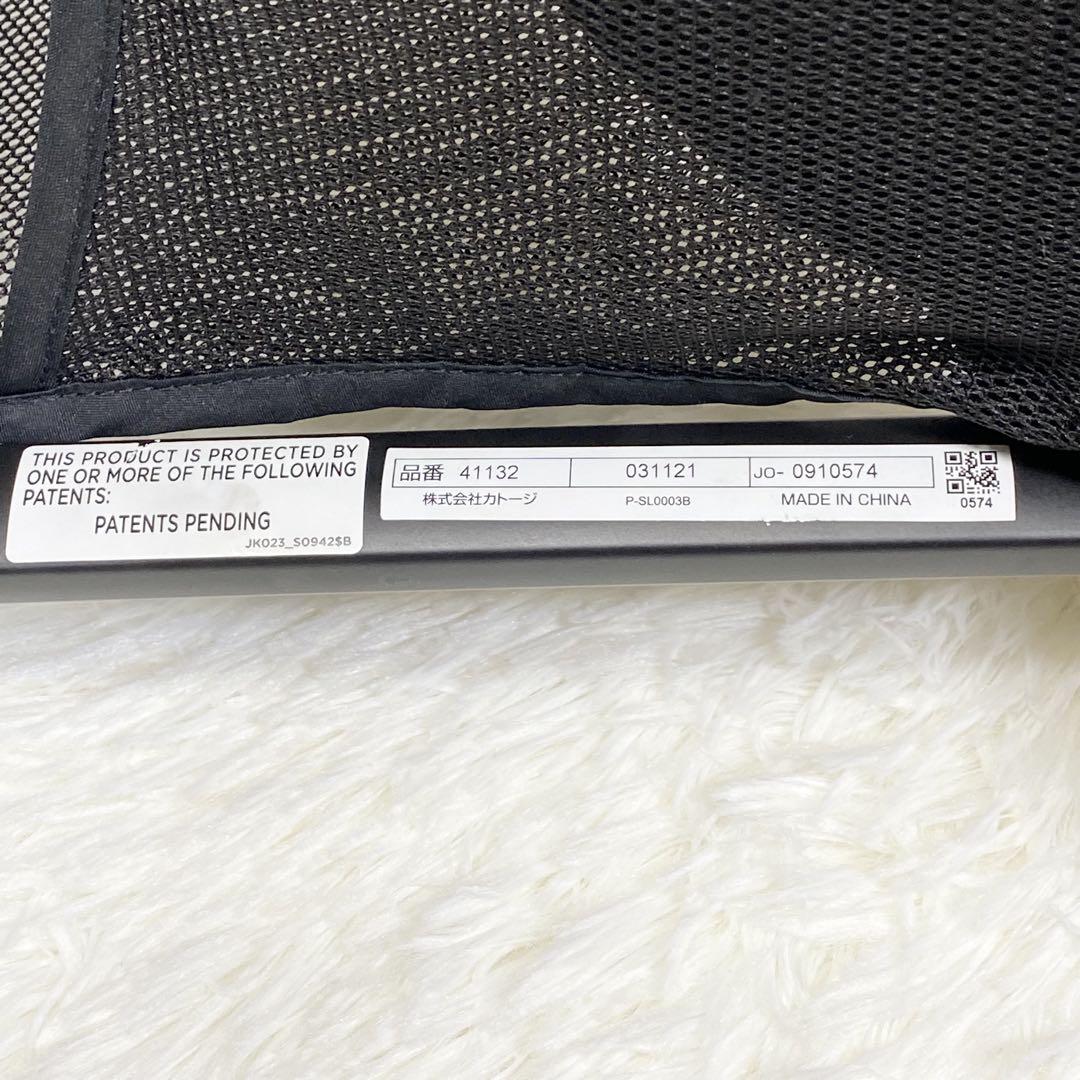 THIS PRODUCT IS PROTECTED BY
ONE OR MORE OF THE FOLLOWING
PATENTS:
PATENTS PENDING
JK023_S0942$B
品番 41132 031121 JO- 0910574
株式会社カトージ P-SL0003B MADE IN CHINA 0574